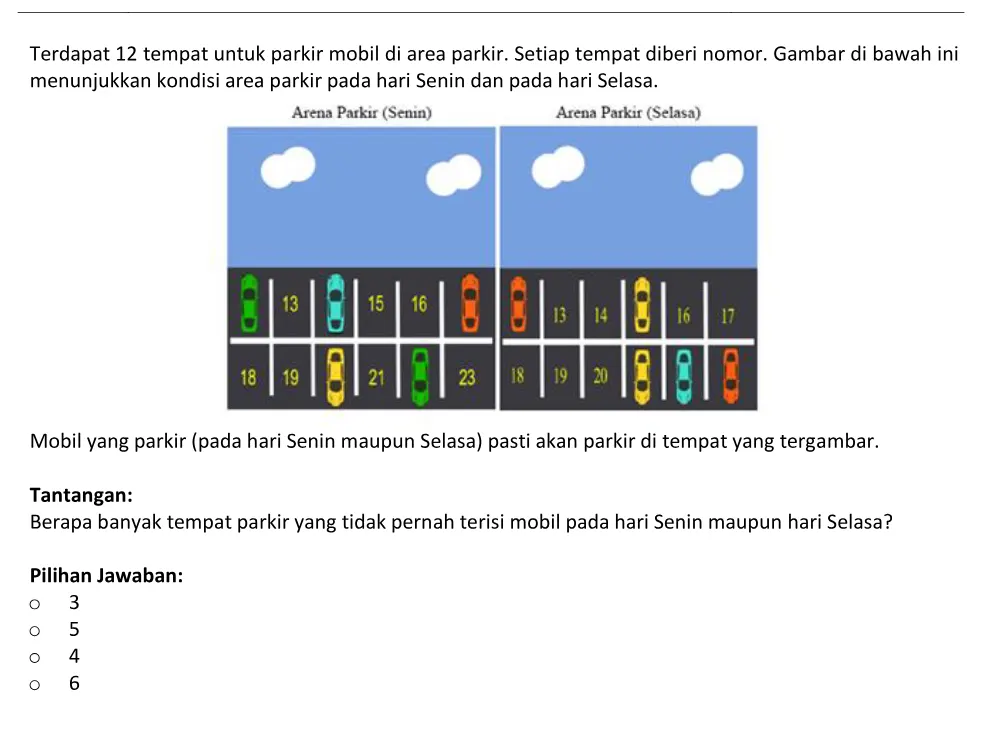 Terdapat 12 tempat untuk parkir mobil di area parkir. Setiap tempat diberi nomor. Gambar di bawah ini
menunjukkan kondisi area parkir pada hari Senin dan pada hari Selasa.
Arena Parkir (Senin)
Arena Parkir (Selasa)
13 15 16
18 19 21 23
13 14 16 17
18 19 20
Mobil yang parkir (pada hari Senin maupun Selasa) pasti akan parkir di tempat yang tergambar.
Tantangan:
Berapa banyak tempat parkir yang tidak pernah terisi mobil pada hari Senin maupun hari Selasa?
Pilihan Jawaban:
○ 3
○ 5
○ 4
○ 6